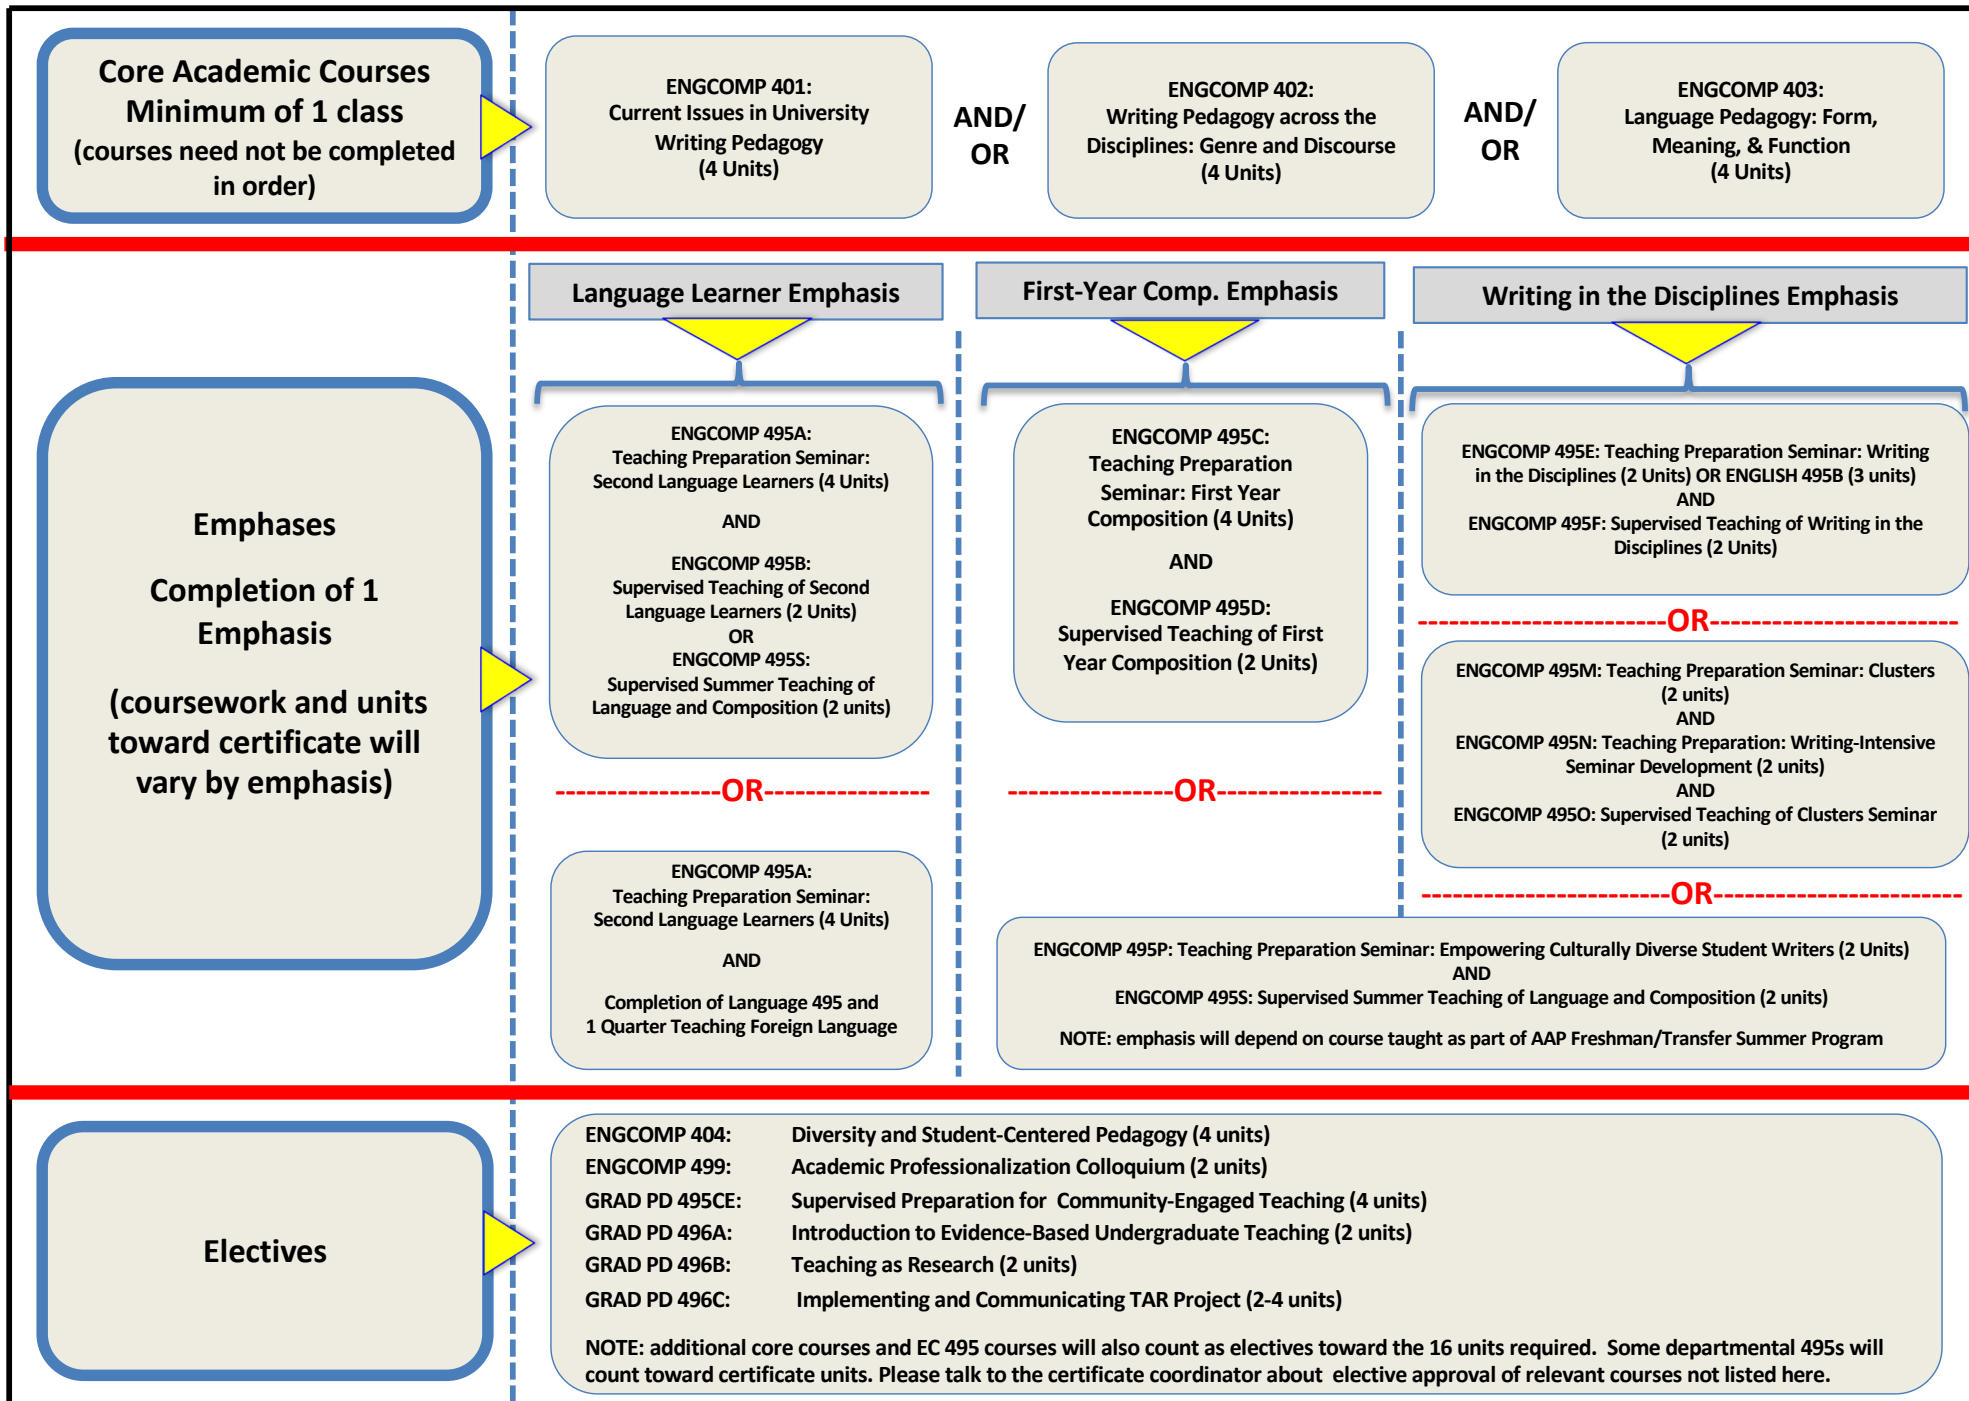 Core Academic Courses
Minimum of 1 class
(courses need not be completed
in order)
ENGCOMP 401:
Current Issues in University
Writing Pedagogy
(4 Units)
AND/
OR
ENGCOMP 402:
Writing Pedagogy across the
Disciplines: Genre and Discourse
(4 Units)
AND/
OR
ENGCOMP 403:
Language Pedagogy: Form,
Meaning, & Function
(4 Units)
Emphases
Completion of 1
Emphasis
(coursework and units
toward certificate will
vary by emphasis)
Language Learner Emphasis
ENGCOMP 495A:
Teaching Preparation Seminar:
Second Language Learners (4 Units)
AND
ENGCOMP 495B:
Supervised Teaching of Second
Language Learners (2 Units)
OR
ENGCOMP 495S:
Supervised Summer Teaching of
Language and Composition (2 units)
----------------OR----------------
ENGCOMP 495A:
Teaching Preparation Seminar:
Second Language Learners (4 Units)
AND
Completion of Language 495 and
1 Quarter Teaching Foreign Language
First-Year Comp. Emphasis
ENGCOMP 495C:
Teaching Preparation
Seminar: First Year
Composition (4 Units)
AND
ENGCOMP 495D:
Supervised Teaching of First
Year Composition (2 Units)
----------------OR----------------
Writing in the Disciplines Emphasis
ENGCOMP 495E: Teaching Preparation Seminar: Writing
in the Disciplines (2 Units) OR ENGLISH 495B (3 units)
AND
ENGCOMP 495F: Supervised Teaching of Writing in the
Disciplines (2 Units)
------------------------OR------------------------
ENGCOMP 495M: Teaching Preparation Seminar: Clusters
(2 units)
AND
ENGCOMP 495N: Teaching Preparation: Writing-Intensive
Seminar Development (2 units)
AND
ENGCOMP 495O: Supervised Teaching of Clusters Seminar
(2 units)
------------------------OR------------------------
ENGCOMP 495P: Teaching Preparation Seminar: Empowering Culturally Diverse Student Writers (2 Units)
AND
ENGCOMP 495S: Supervised Summer Teaching of Language and Composition (2 units)
NOTE: emphasis will depend on course taught as part of AAP Freshman/Transfer Summer Program
Electives
ENGCOMP 404: Diversity and Student-Centered Pedagogy (4 units)
ENGCOMP 499: Academic Professionalization Colloquium (2 units)
GRAD PD 495CE: Supervised Preparation for Community-Engaged Teaching (4 units)
GRAD PD 496A: Introduction to Evidence-Based Undergraduate Teaching (2 units)
GRAD PD 496B: Teaching as Research (2 units)
GRAD PD 496C: Implementing and Communicating TAR Project (2-4 units)
NOTE: additional core courses and EC 495 courses will also count as electives toward the 16 units required. Some departmental 495s will
count toward certificate units. Please talk to the certificate coordinator about elective approval of relevant courses not listed here.